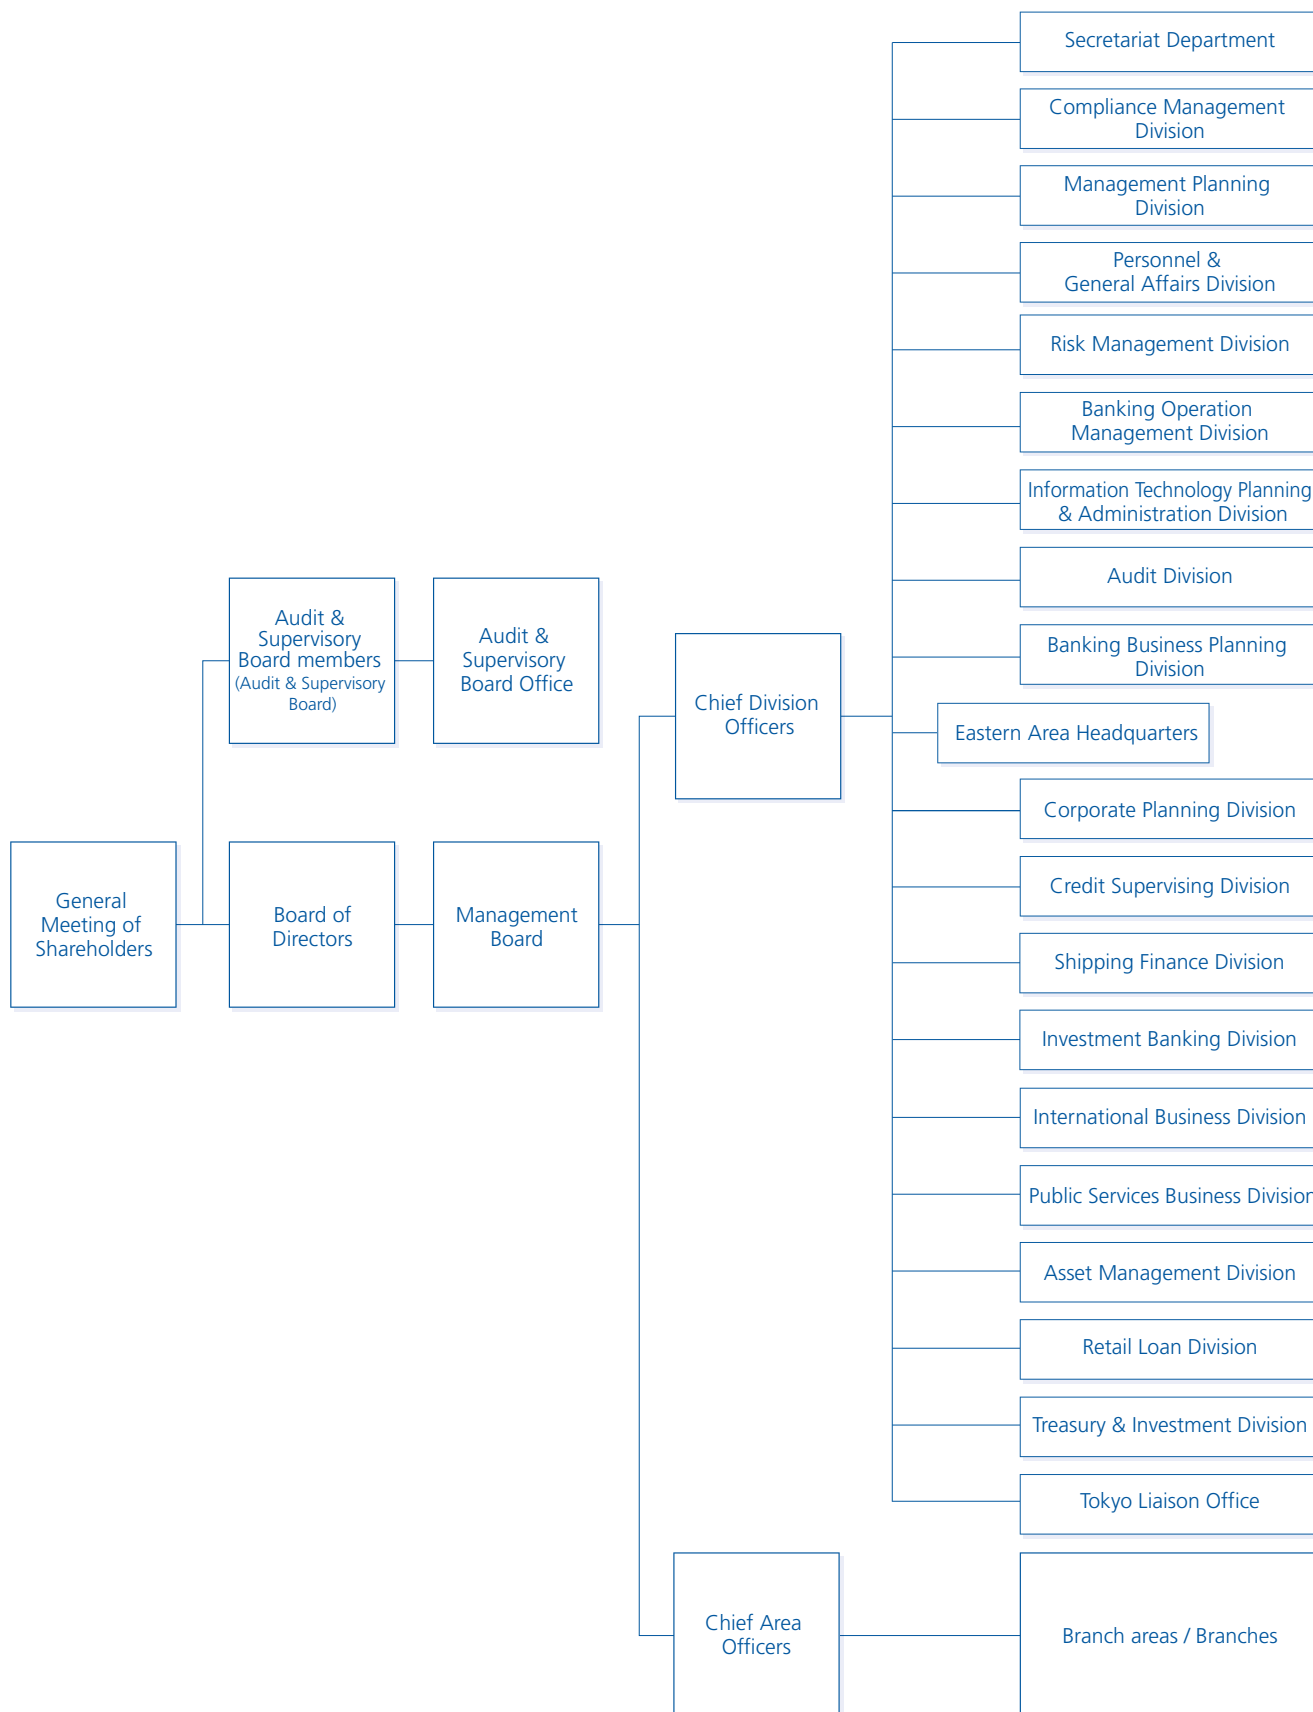 Secretariat Department
Compliance Management
Division
Management Planning
Division
Personnel &
General Affairs Division
Risk Management Division
Banking Operation
Management Division
Information Technology Planning
& Administration Division
Audit Division
Banking Business Planning
Division
Eastern Area Headquarters
Corporate Planning Division
Credit Supervising Division
Shipping Finance Division
Investment Banking Division
International Business Division
Public Services Business Division
Asset Management Division
Retail Loan Division
Treasury & Investment Division
Tokyo Liaison Office
Branch areas / Branches
Chief Division
Officers
Chief Area
Officers
Audit &
Supervisory
Board members
(Audit & Supervisory
Board)
Audit &
Supervisory
Board Office
General
Meeting of
Shareholders
Board of
Directors
Management
Board